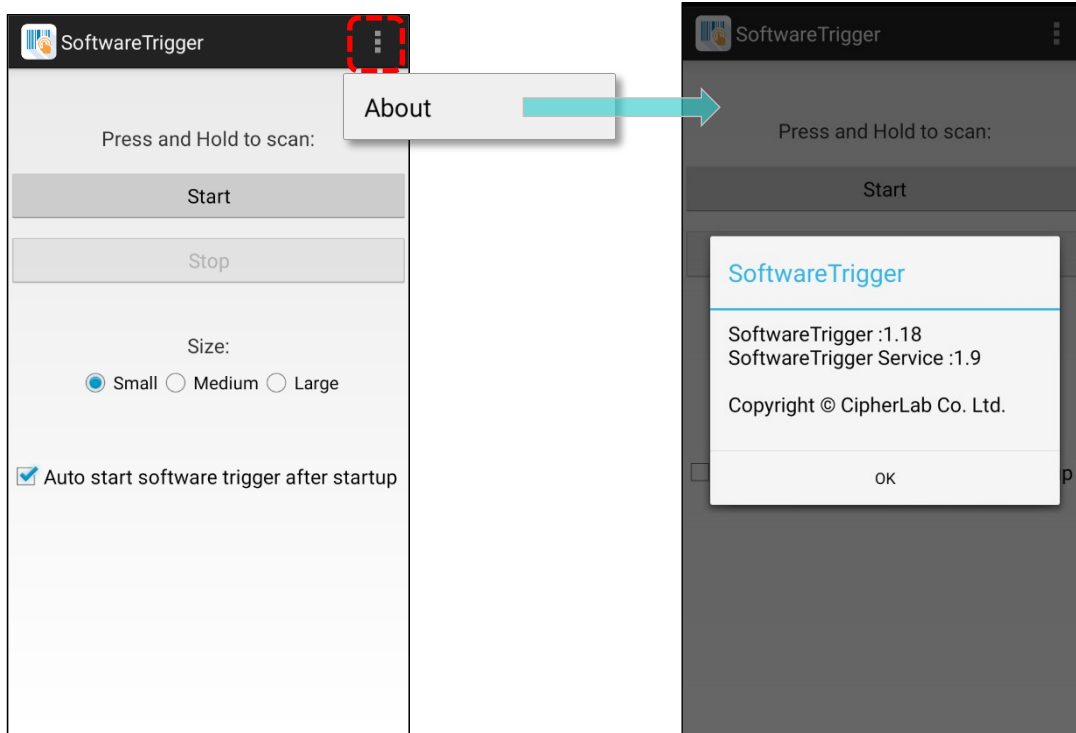 SoftwareTrigger
About
Press and Hold to scan:
Start
Stop
Size:
Small Medium Large
Auto start software trigger after startup
SoftwareTrigger
Press and Hold to scan:
Start
SoftwareTrigger
SoftwareTrigger :1.18
SoftwareTrigger Service :1.9
Copyright © CipherLab Co. Ltd.
OK
p